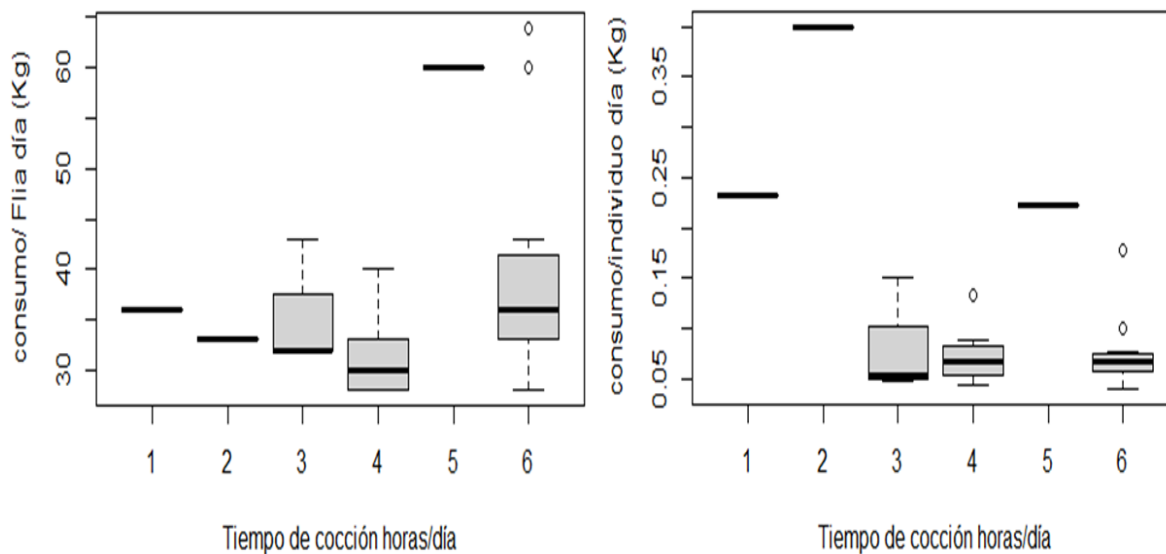 consumo/ Flia día (Kg)
60
50
40
30
1 2 3 4 5 6
Tiempo de cocción horas/día
consumo/individuo día (Kg)
0.35
0.25
0.15
0.05
1 2 3 4 5 6
Tiempo de cocción horas/día